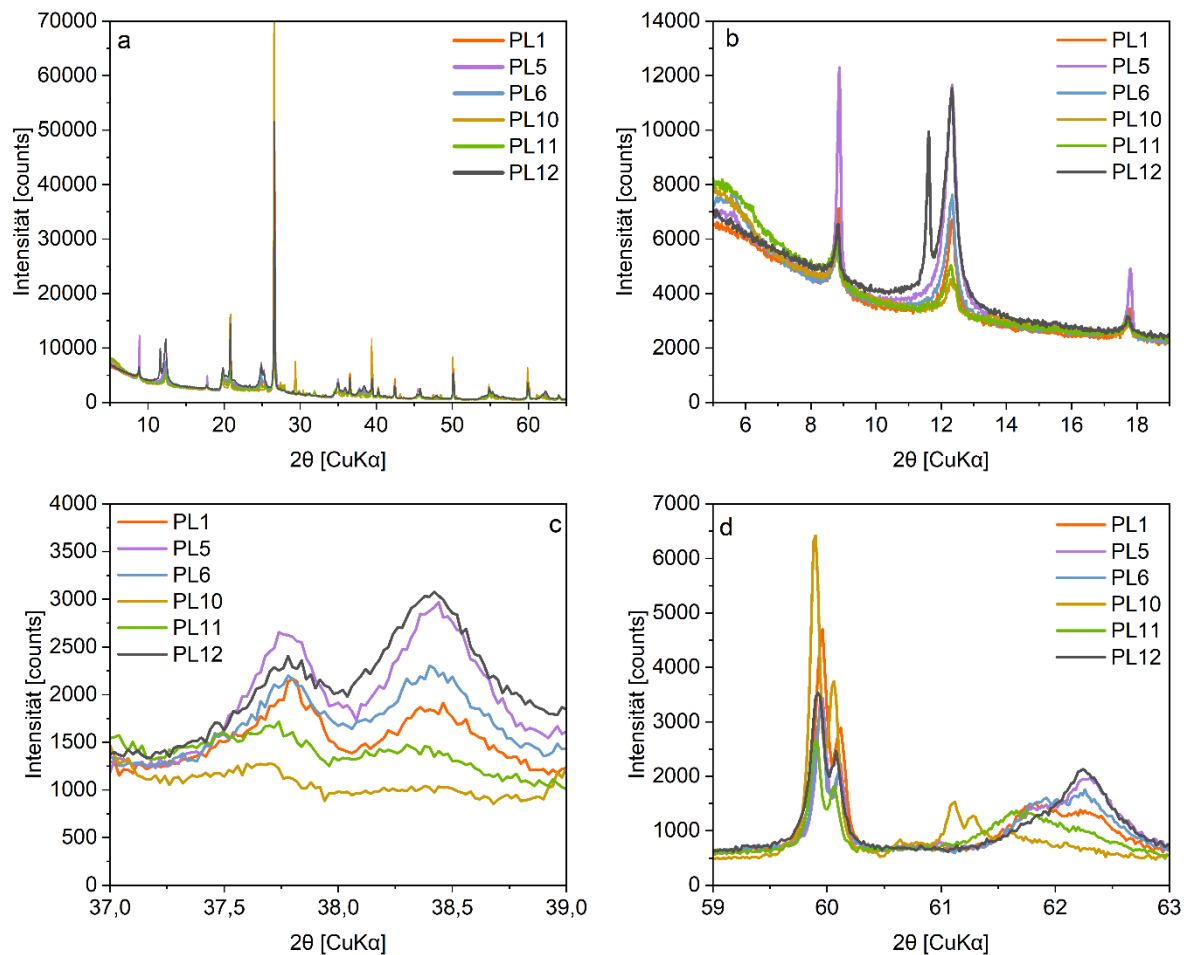 a
Intensität [counts]
70000
60000
50000
40000
30000
20000
10000
0
PL1
PL5
PL6
PL10
PL11
PL12
10 20 30 40 50 60
2θ [CuKα]
b
Intensität [counts]
14000
12000
10000
8000
6000
4000
2000
0
PL1
PL5
PL6
PL10
PL11
PL12
6 8 10 12 14 16 18
2θ [CuKα]
c
Intensität [counts]
4000
3500
3000
2500
2000
1500
1000
500
0
PL1
PL5
PL6
PL10
PL11
PL12
37,0 37,5 38,0 38,5 39,0
2θ [CuKα]
d
Intensität [counts]
7000
6000
5000
4000
3000
2000
1000
0
PL1
PL5
PL6
PL10
PL11
PL12
59 60 61 62 63
2θ [CuKα]